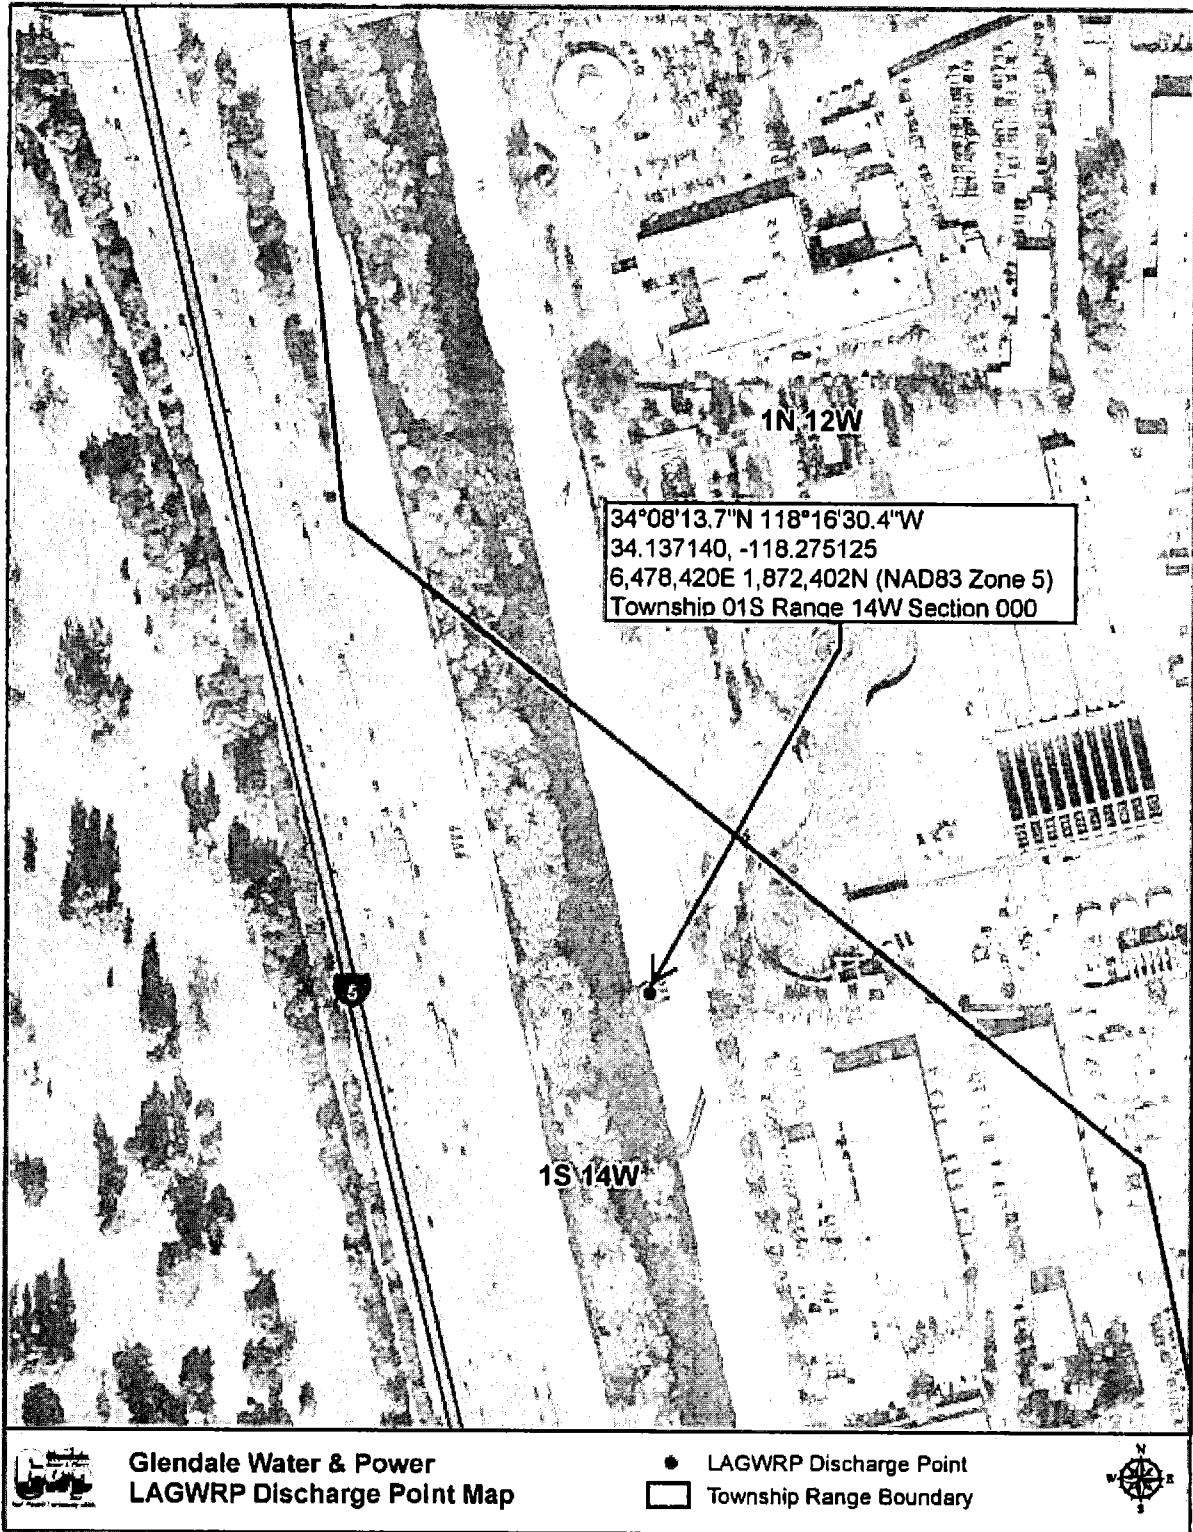 1N 12W
34°08'13.7"N 118°16'30.4"W
34.137140, -118.275125
6,478,420E 1,872,402N (NAD83 Zone 5)
Township 01S Range 14W Section 000
5
1S 14W
Glendale Water & Power
LAGWRP Discharge Point Map
LAGWRP Discharge Point
Township Range Boundary
N
W
E
S